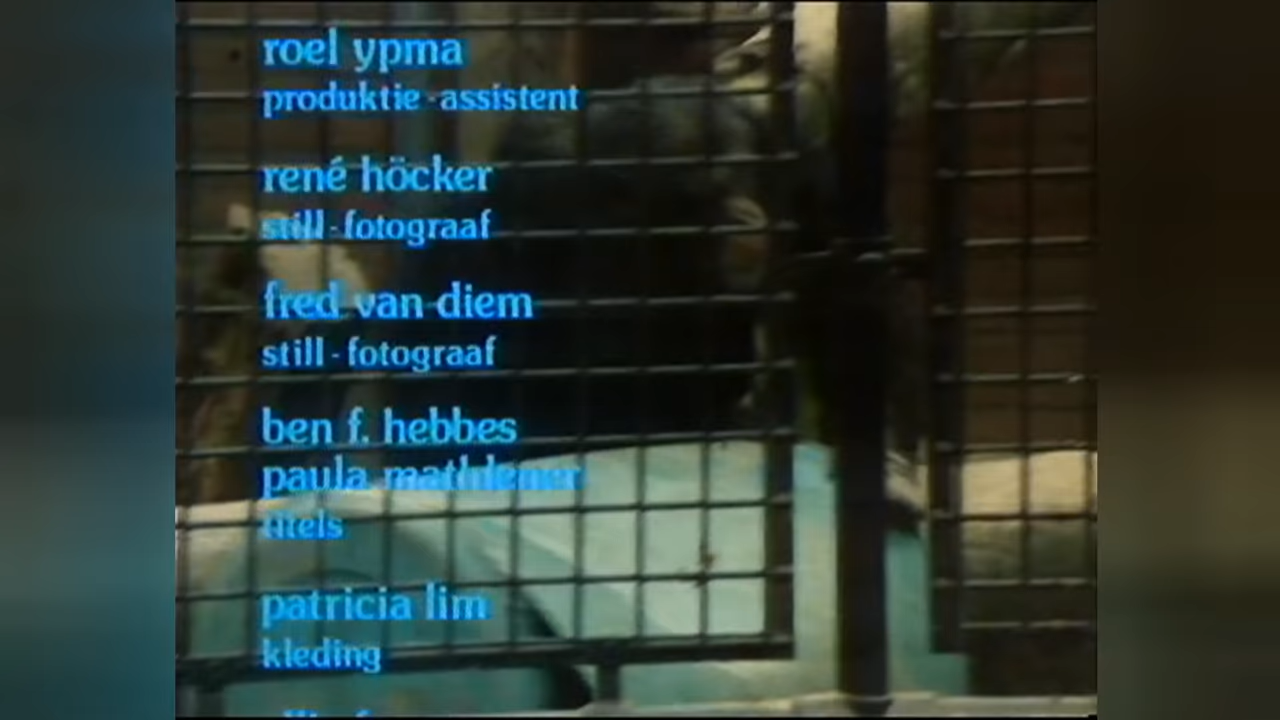 roel ypma
produktie-assistent
rené höcker
still-fotograaf
fred van diem
still-fotograaf
ben f. hebbes
paula
titels
patricia lim
kleding